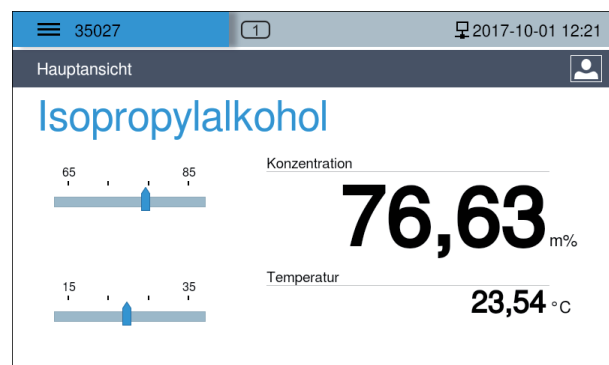 35027 1 2017-10-01 12:21
Hauptansicht
Isopropylalkohol
65 85
Konzentration
76,63 m%
15 35
Temperatur
23,54 °C